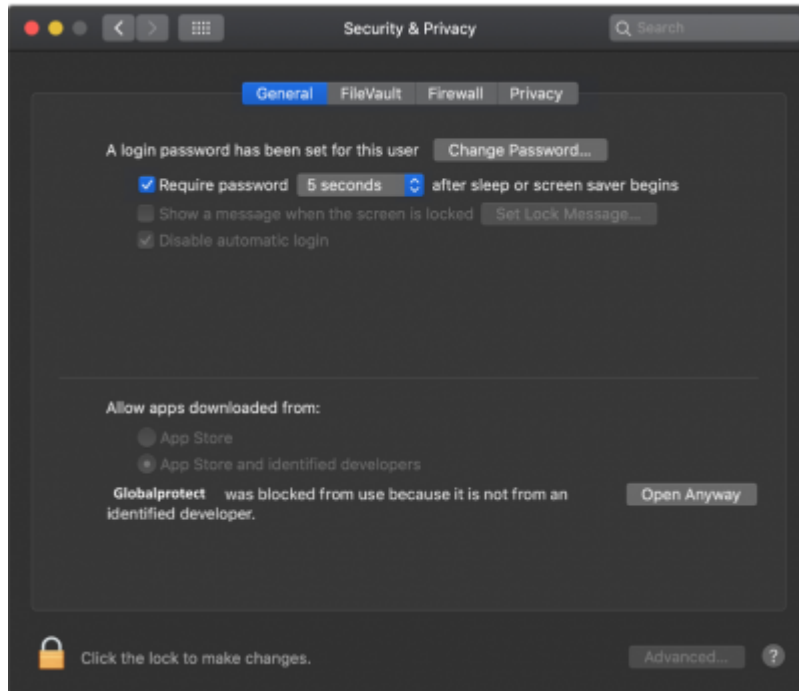 Security & Privacy
Search
General FileVault Firewall Privacy
A login password has been set for this user Change Password...
Require password 5 seconds after sleep or screen saver begins
Show a message when the screen is locked Set Lock Message...
Disable automatic login
Allow apps downloaded from:
App Store
App Store and identified developers
Globalprotect was blocked from use because it is not from an
identified developer.
Open Anyway
Click the lock to make changes.
Advanced...
?